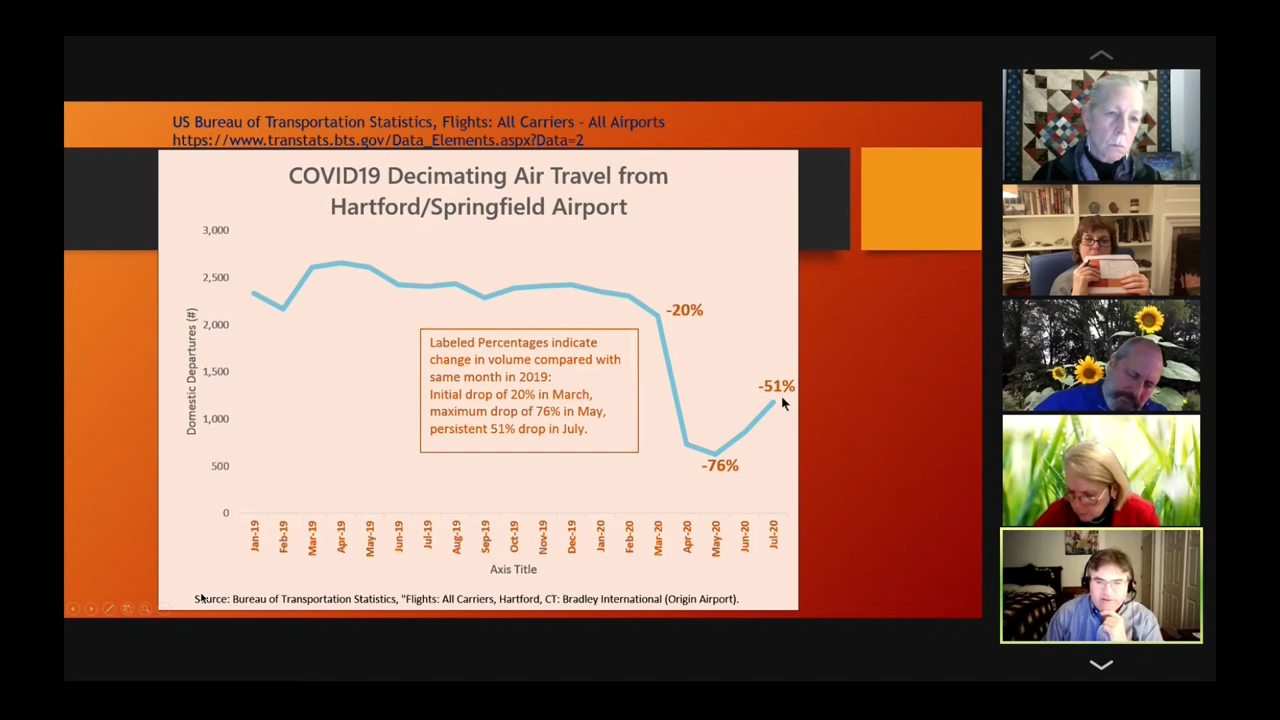 US Bureau of Transportation Statistics, Flights: All Carriers - All Airports
https://www.transtats.bts.gov/Data_Elements.aspx?Data=2
COVID19 Decimating Air Travel from
Hartford/Springfield Airport
3,000
2,500
2,000
1,500
1,000
500
0
Domestic Departures (#)
-20%
-51%
-76%
Labeled Percentages indicate
change in volume compared with
same month in 2019:
Initial drop of 20% in March,
maximum drop of 76% in May,
persistent 51% drop in July.
Jan-19
Feb-19
Mar-19
Apr-19
May-19
Jun-19
Jul-19
Aug-19
Sep-19
Oct-19
Nov-19
Dec-19
Jan-20
Feb-20
Mar-20
Apr-20
May-20
Jun-20
Jul-20
Axis Title
Source: Bureau of Transportation Statistics, "Flights: All Carriers, Hartford, CT: Bradley International (Origin Airport).